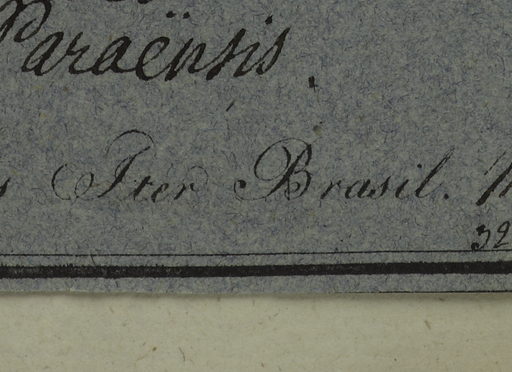 Paraënsis.
s Iter Brasil.
32